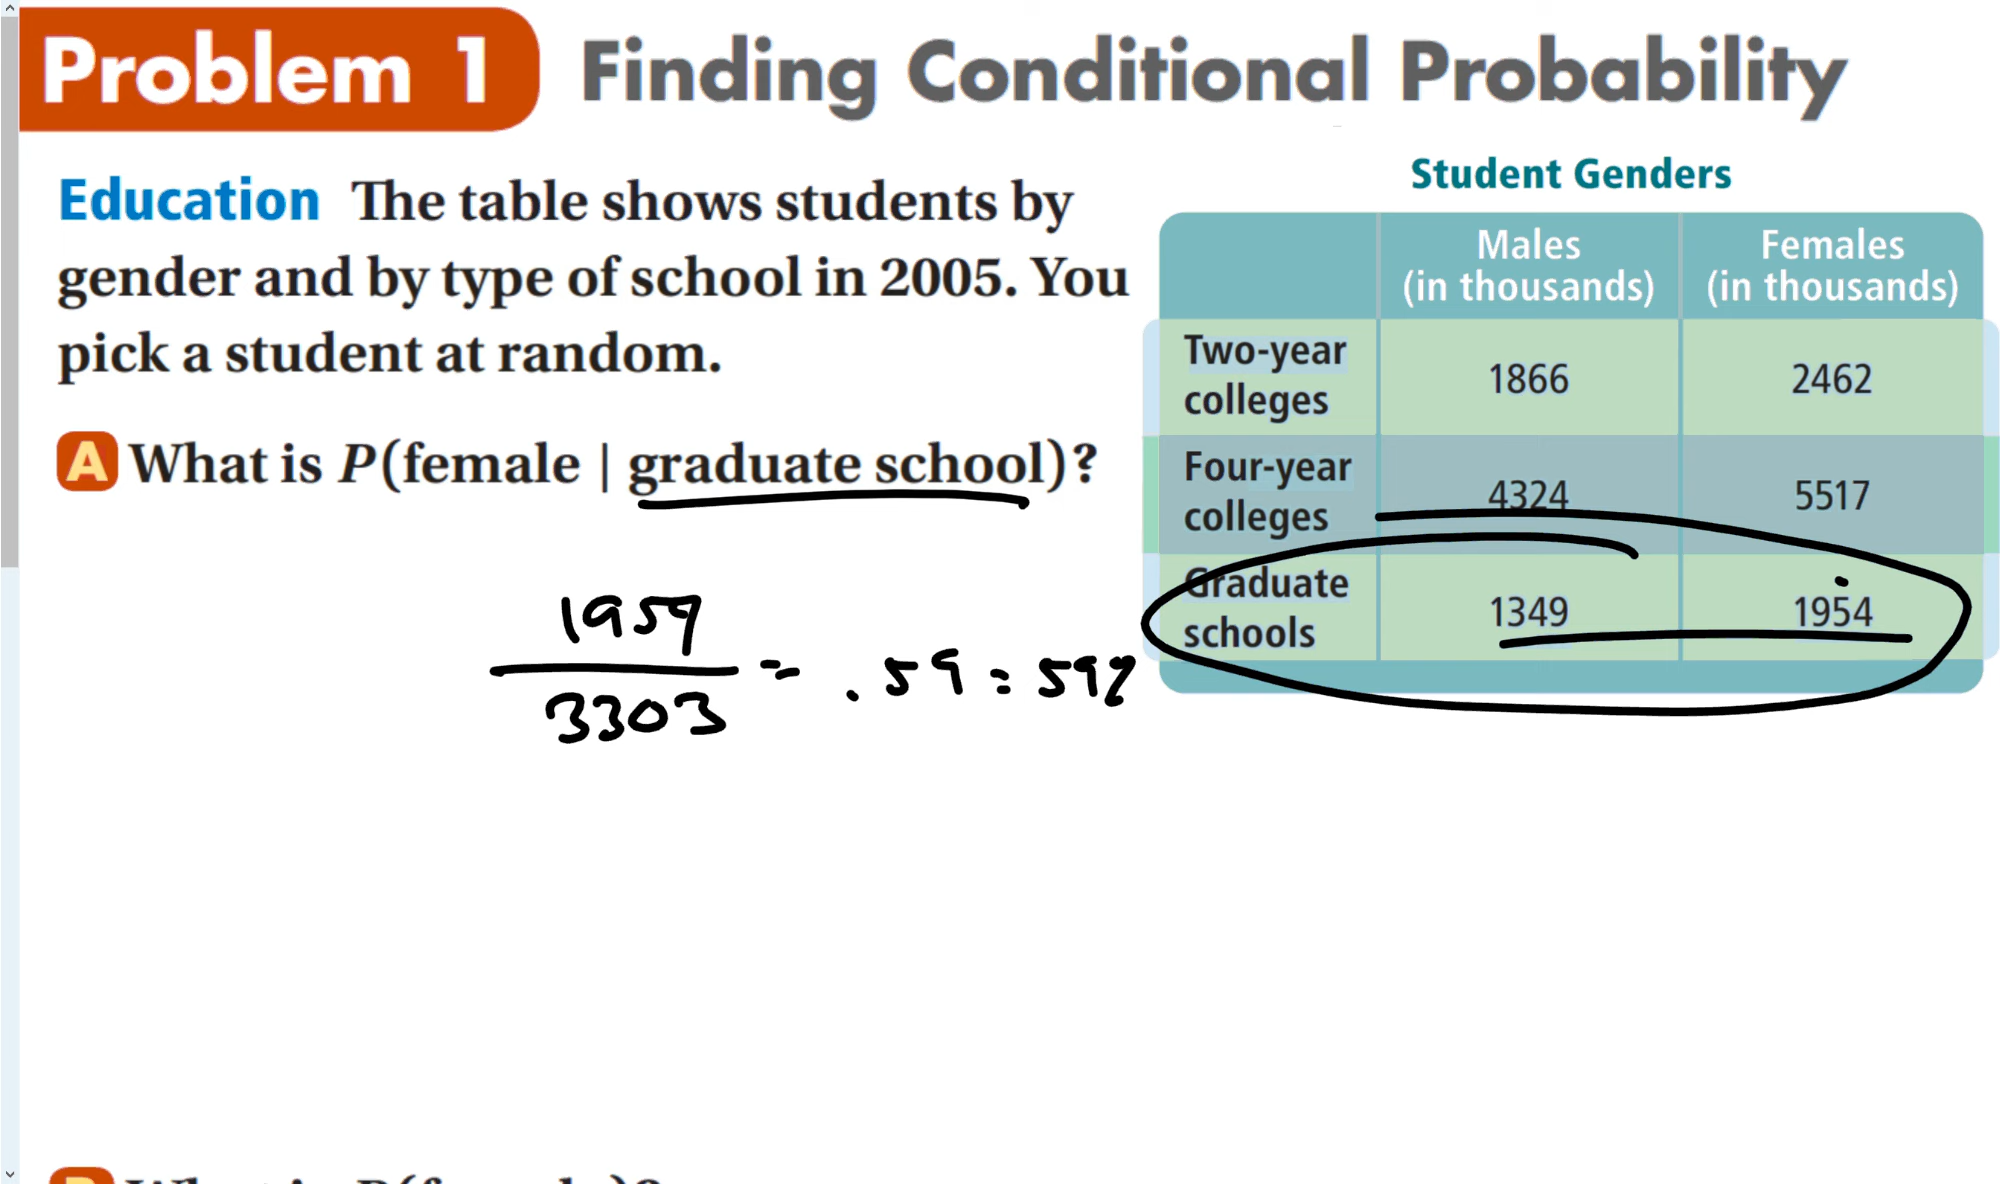 Problem 1 Finding Conditional Probability
Education The table shows students by
gender and by type of school in 2005. You
pick a student at random.
A What is P(female | graduate school)?
1954
3303
= .59 = 59%
Student Genders
Males (in thousands) Females (in thousands)
Two-year colleges 1866 2462
Four-year colleges 4324 5517
Graduate schools 1349 1954